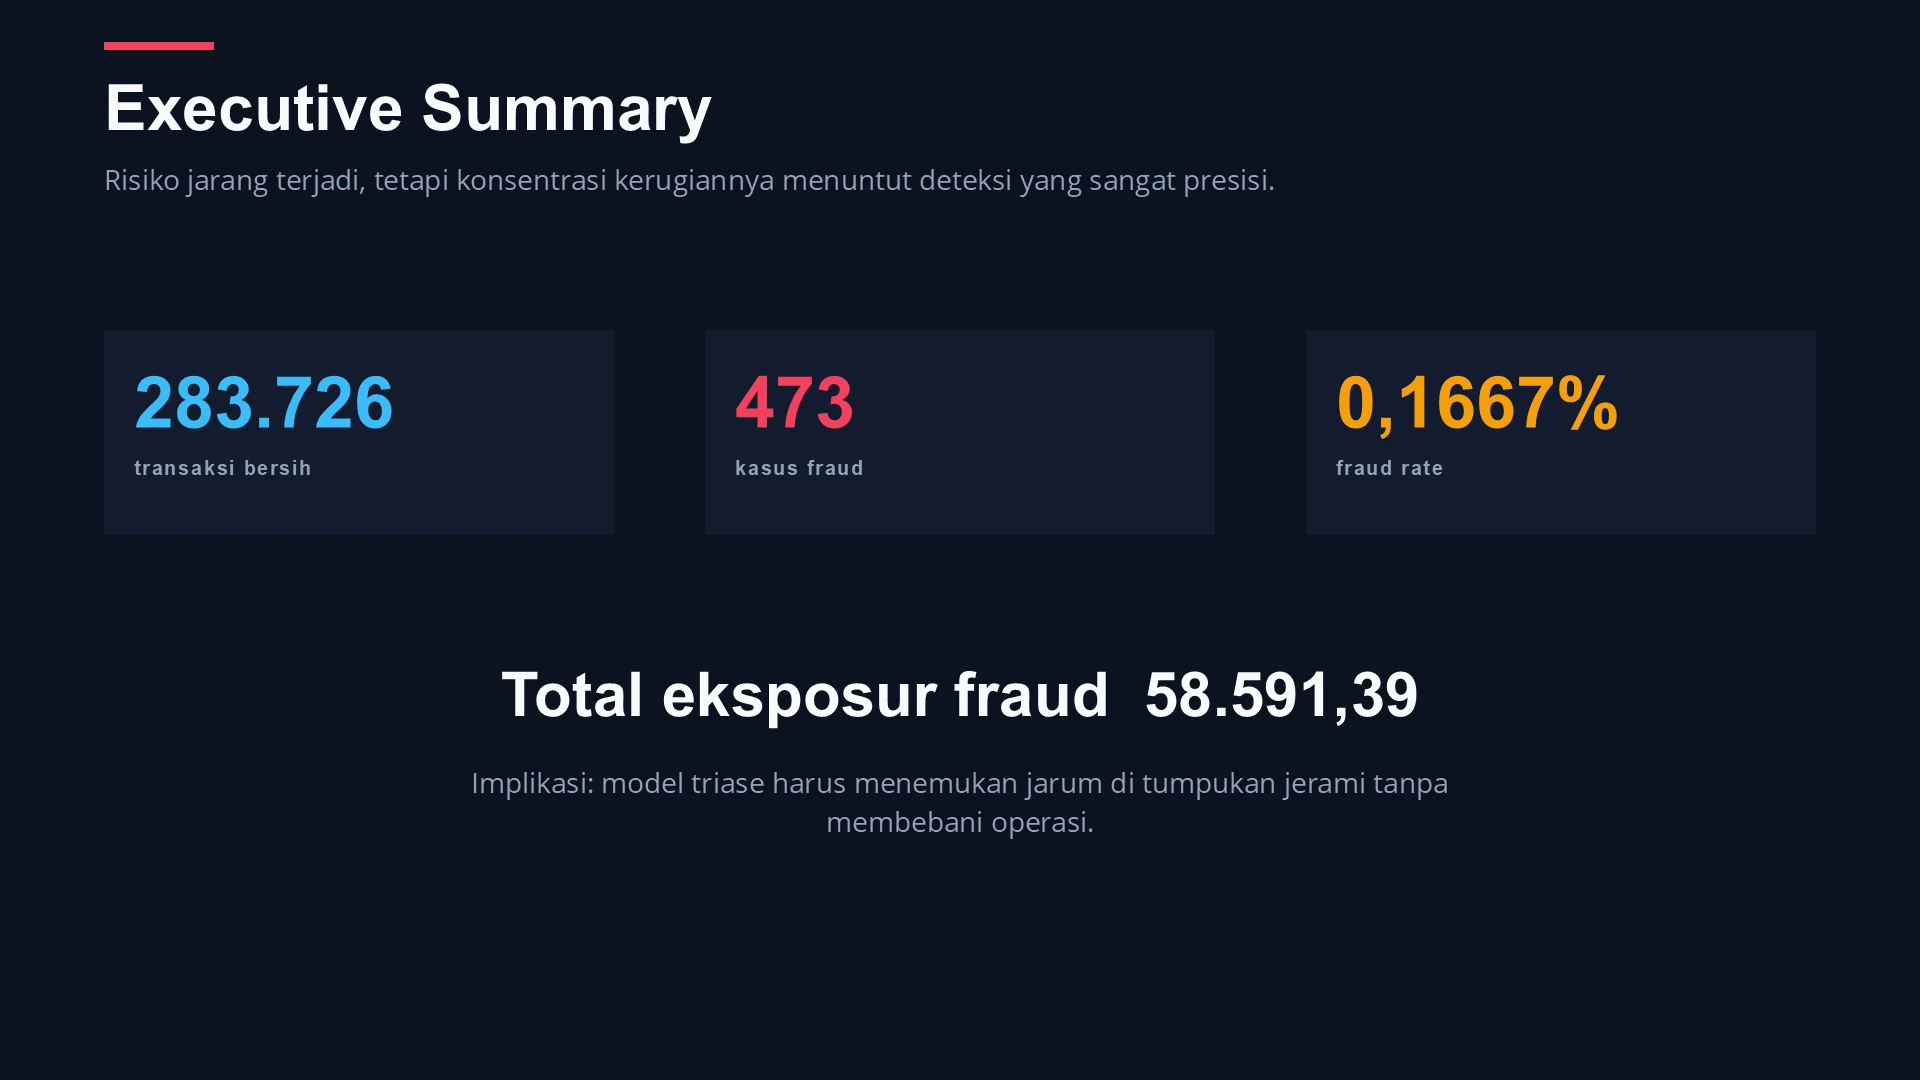 Executive Summary
Risiko jarang terjadi, tetapi konsentrasi kerugiannya menuntut deteksi yang sangat presisi.
283.726
transaksi bersih
473
kasus fraud
0,1667%
fraud rate
Total eksposur fraud 58.591,39
Implikasi: model triase harus menemukan jarum di tumpukan jerami tanpa
membebani operasi.